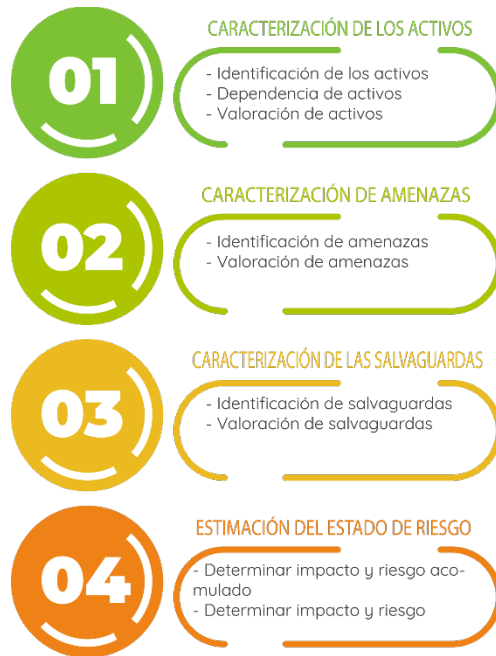 01
CARACTERIZACIÓN DE LOS ACTIVOS
- Identificación de los activos
- Dependencia de activos
- Valoración de activos
02
CARACTERIZACIÓN DE AMENAZAS
- Identificación de amenazas
- Valoración de amenazas
03
CARACTERIZACIÓN DE LAS SALVAGUARDAS
- Identificación de salvaguardas
- Valoración de salvaguardas
04
ESTIMACIÓN DEL ESTADO DE RIESGO
- Determinar impacto y riesgo aco-
mulado
- Determinar impacto y riesgo